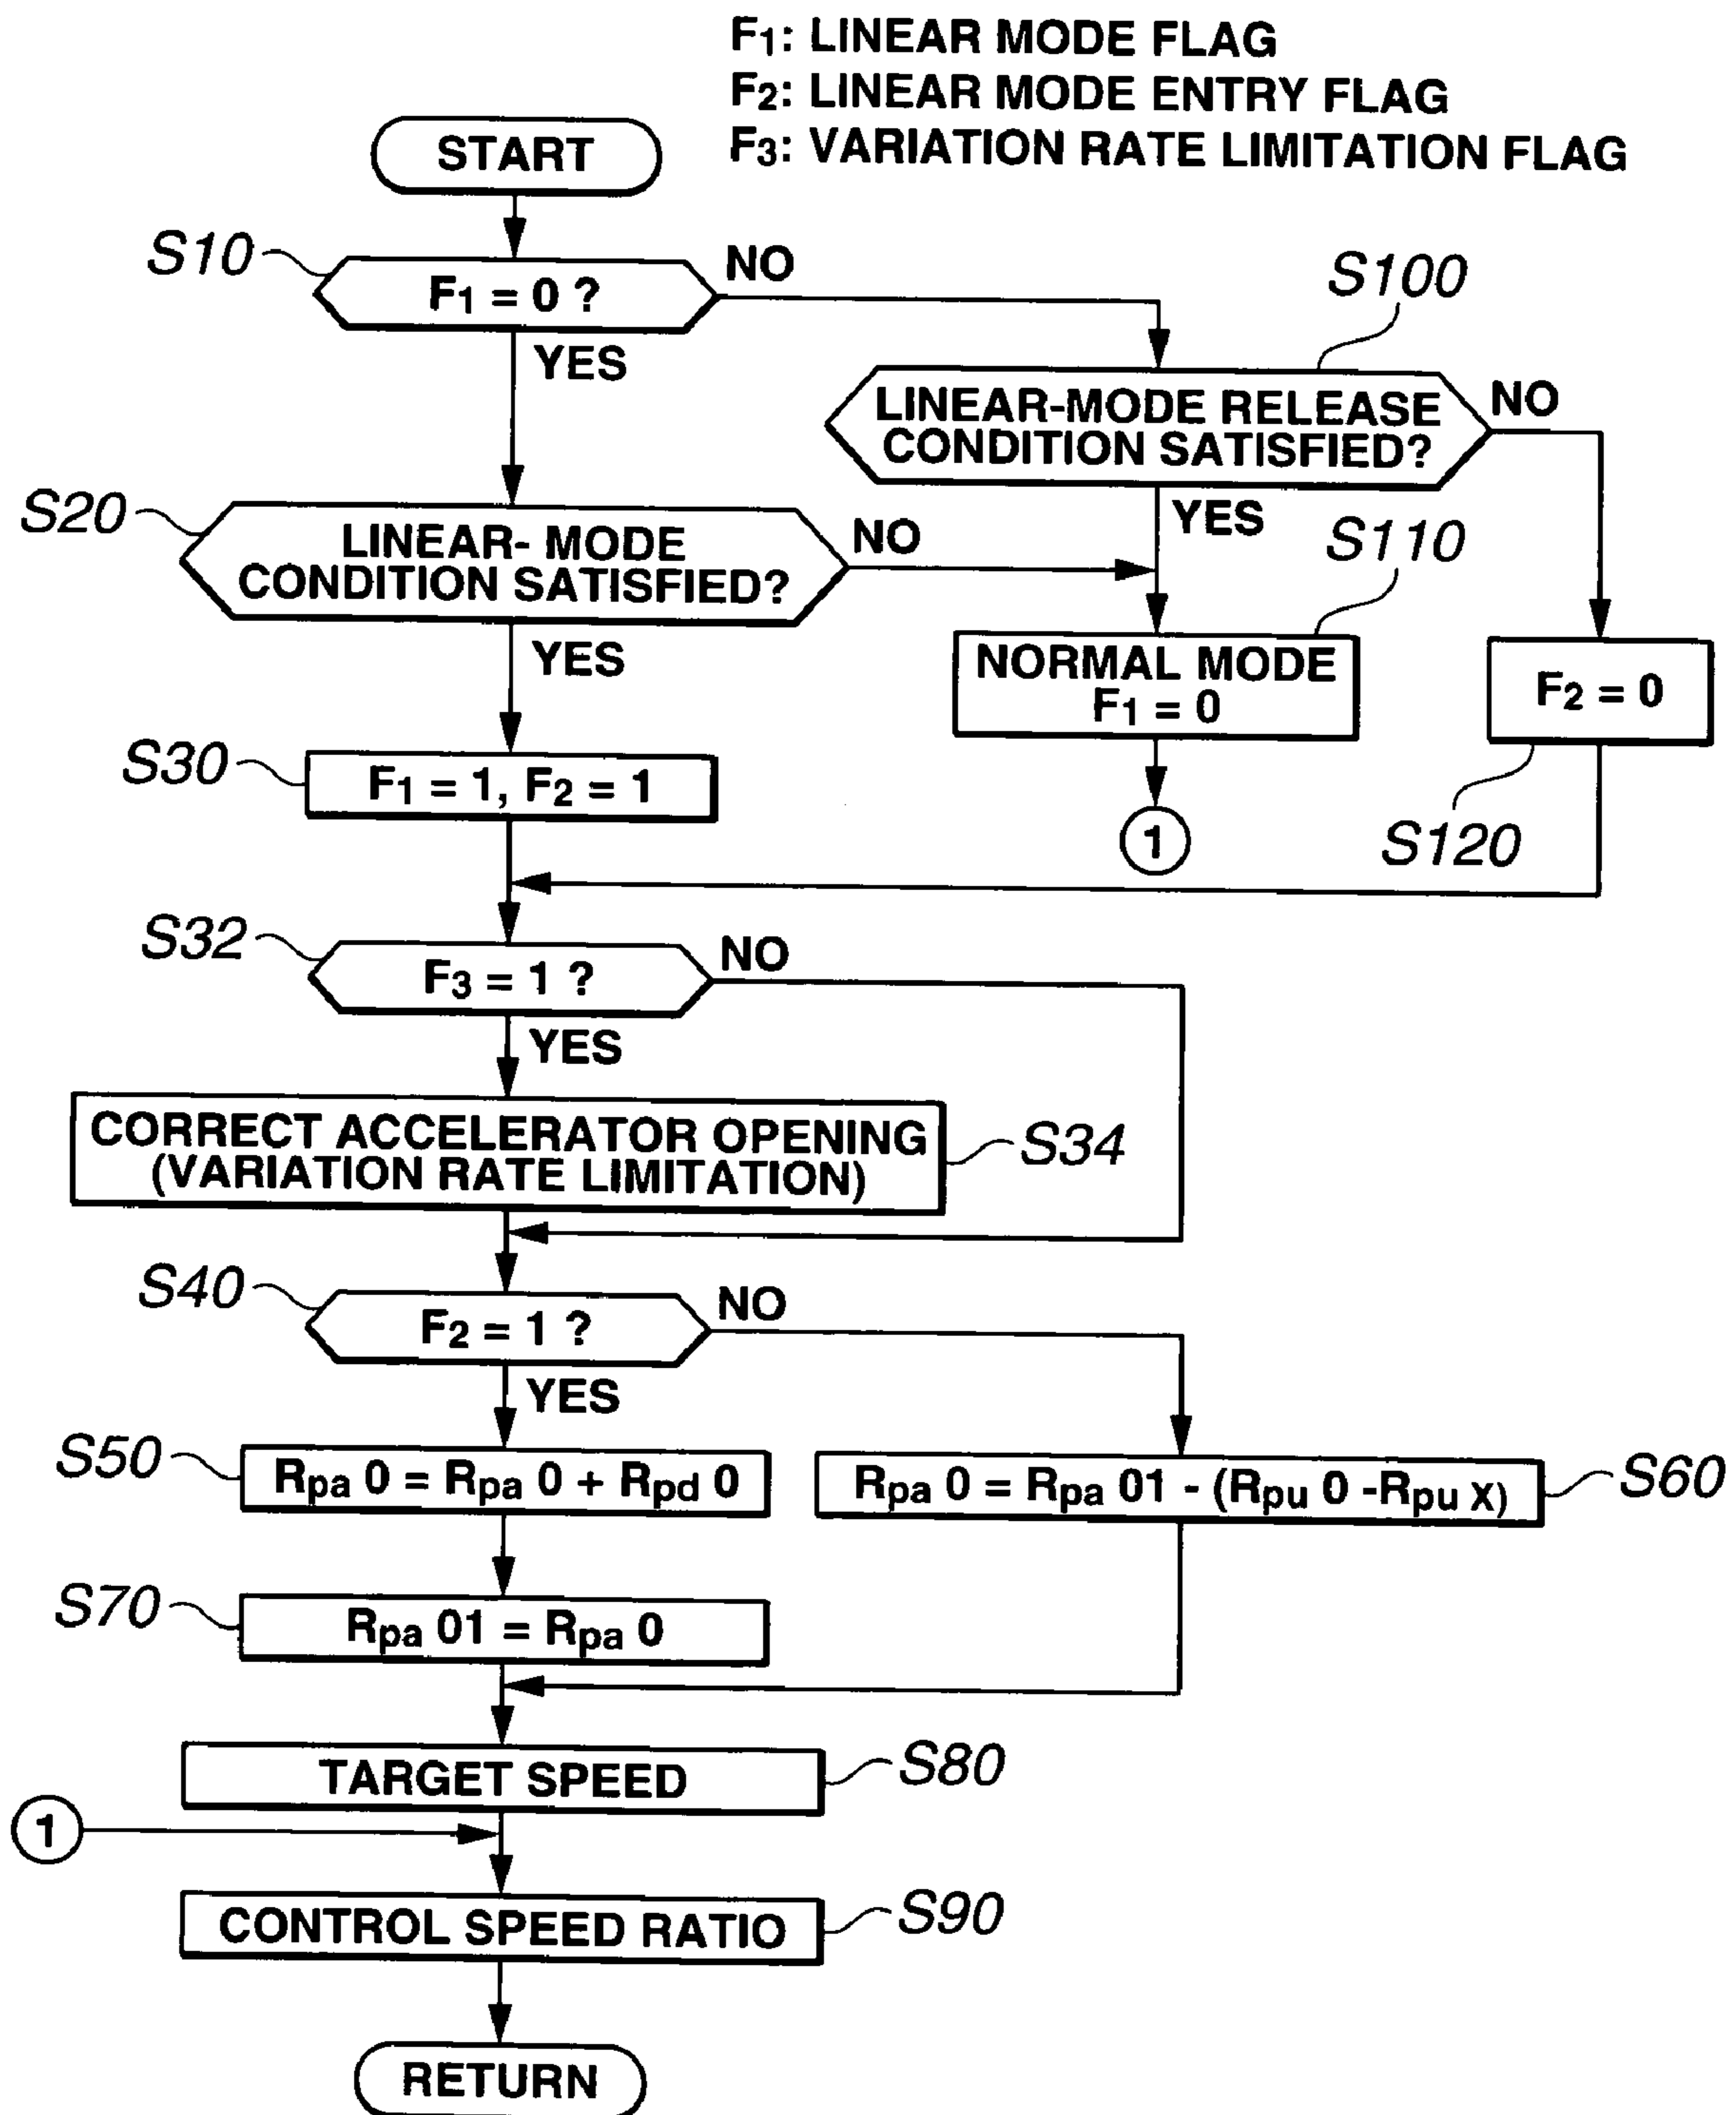 F1: LINEAR MODE FLAG
F2: LINEAR MODE ENTRY FLAG
F3: VARIATION RATE LIMITATION FLAG
START
S10
F1 = 0 ?
NO
YES
S100
LINEAR-MODE RELEASE
CONDITION SATISFIED?
NO
YES
S20
LINEAR- MODE
CONDITION SATISFIED?
NO
YES
S110
NORMAL MODE
F1 = 0
1
F2 = 0
S120
S30
F1 = 1, F2 = 1
S32
F3 = 1 ?
NO
YES
CORRECT ACCELERATOR OPENING
(VARIATION RATE LIMITATION)
S34
S40
F2 = 1 ?
NO
YES
S50
Rpa 0 = Rpa 0 + Rpd 0
Rpa 0 = Rpa 01 - (Rpu 0 -Rpu x)
S60
S70
Rpa 01 = Rpa 0
TARGET SPEED
S80
1
CONTROL SPEED RATIO
S90
RETURN